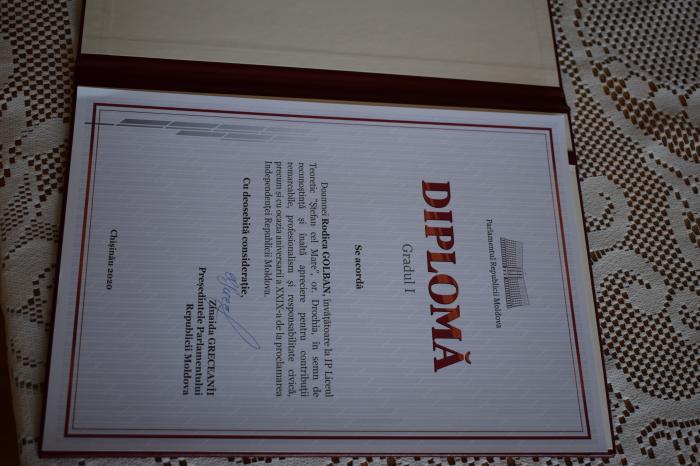 Parlamentul Republicii Moldova
DIPLOMĂ
Gradul I
Se acordă
Doamnei Rodica GOLBAN, învățătoare la IP Liceul
Teoretic "Ștefan cel Mare", or. Drochia, în semn de
recunoștință și înaltă apreciere pentru contribuții
remarcabile, profesionalism și responsabilitate civică,
precum și cu ocazia aniversarii a XXIX-a de la proclamarea
Independenței Republicii Moldova.
Cu deosebită considerație,
Zinaida GRECEANÎI
Președintele Parlamentului
Republicii Moldova
Chișinău 2020